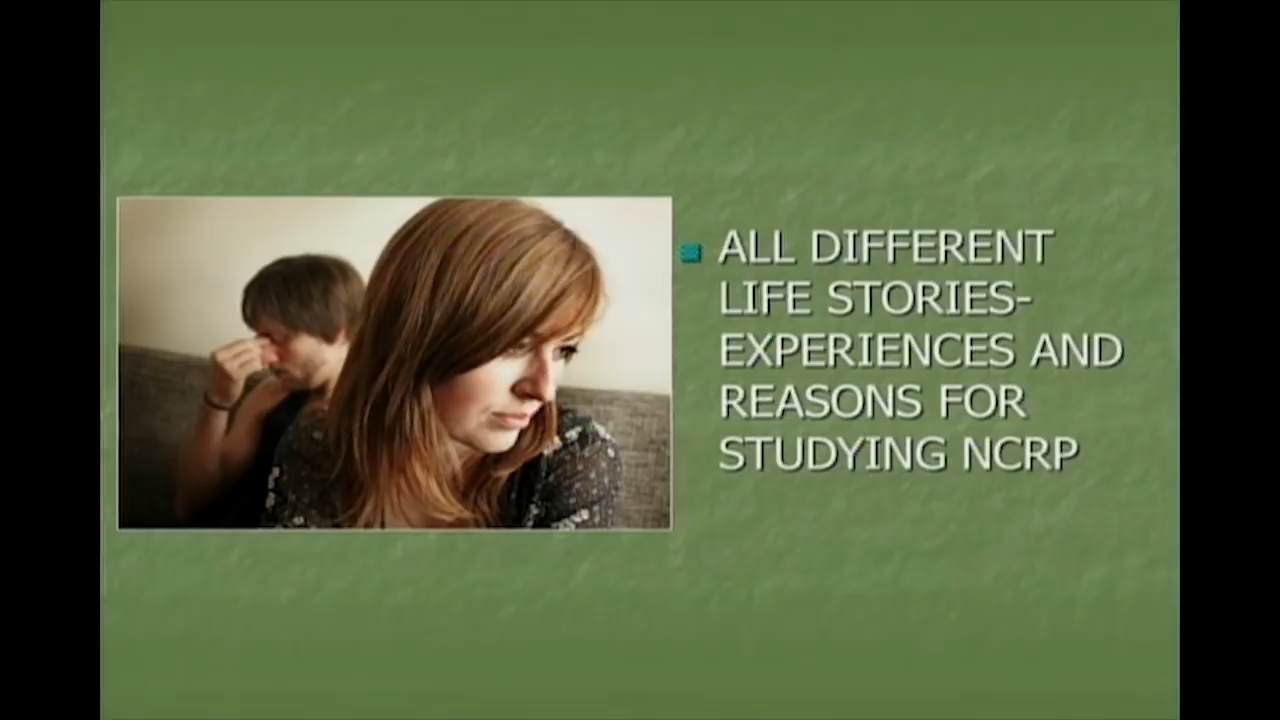 ALL DIFFERENT
LIFE STORIES-
EXPERIENCES AND
REASONS FOR
STUDYING NCRP